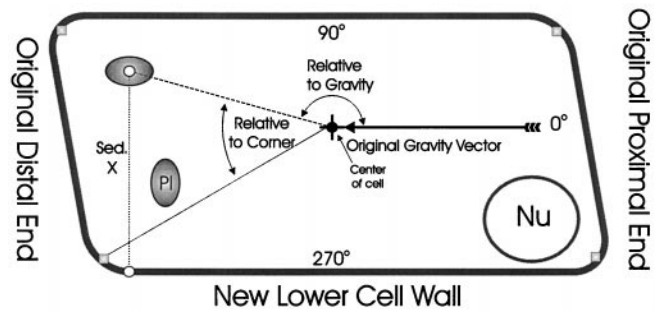 Original Distal End
90°
Relative
to Gravity
Original Proximal End
0°
Sed.
X
Relative
to Corner
Original Gravity Vector
Center
of cell
Pl
Nu
270°
New Lower Cell Wall